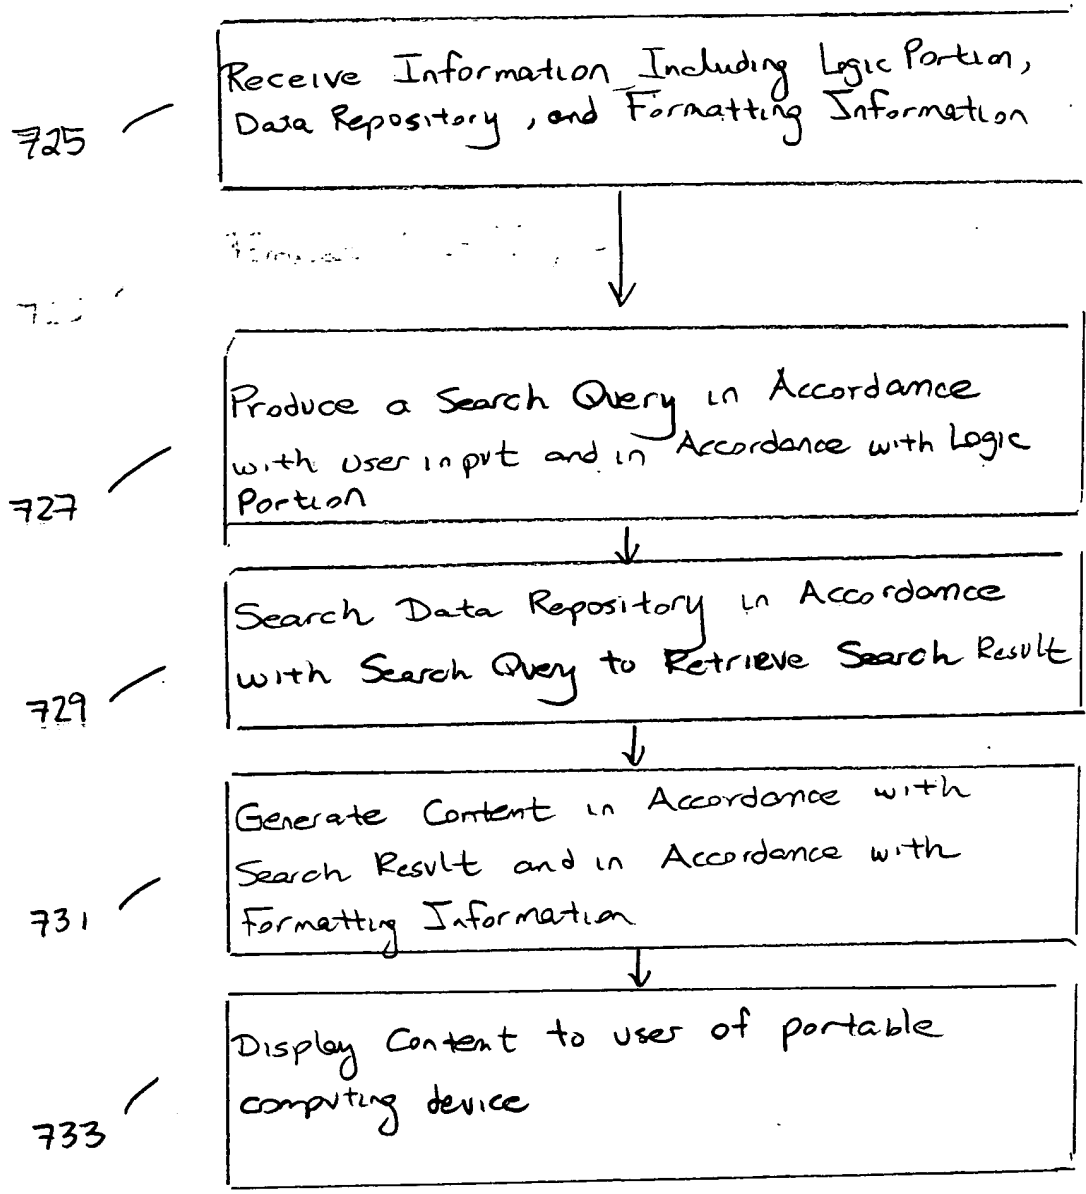 Receive Information Including Logic Portion,
Data Repository, and Formatting Information
725
Produce a Search Query in Accordance
with user input and in Accordance with Logic
Portion
727
Search Data Repository in Accordance
with Search Query to Retrieve Search Result
729
Generate Content in Accordance with
Search Result and in Accordance with
Formatting Information
731
Display Content to user of portable
computing device
733